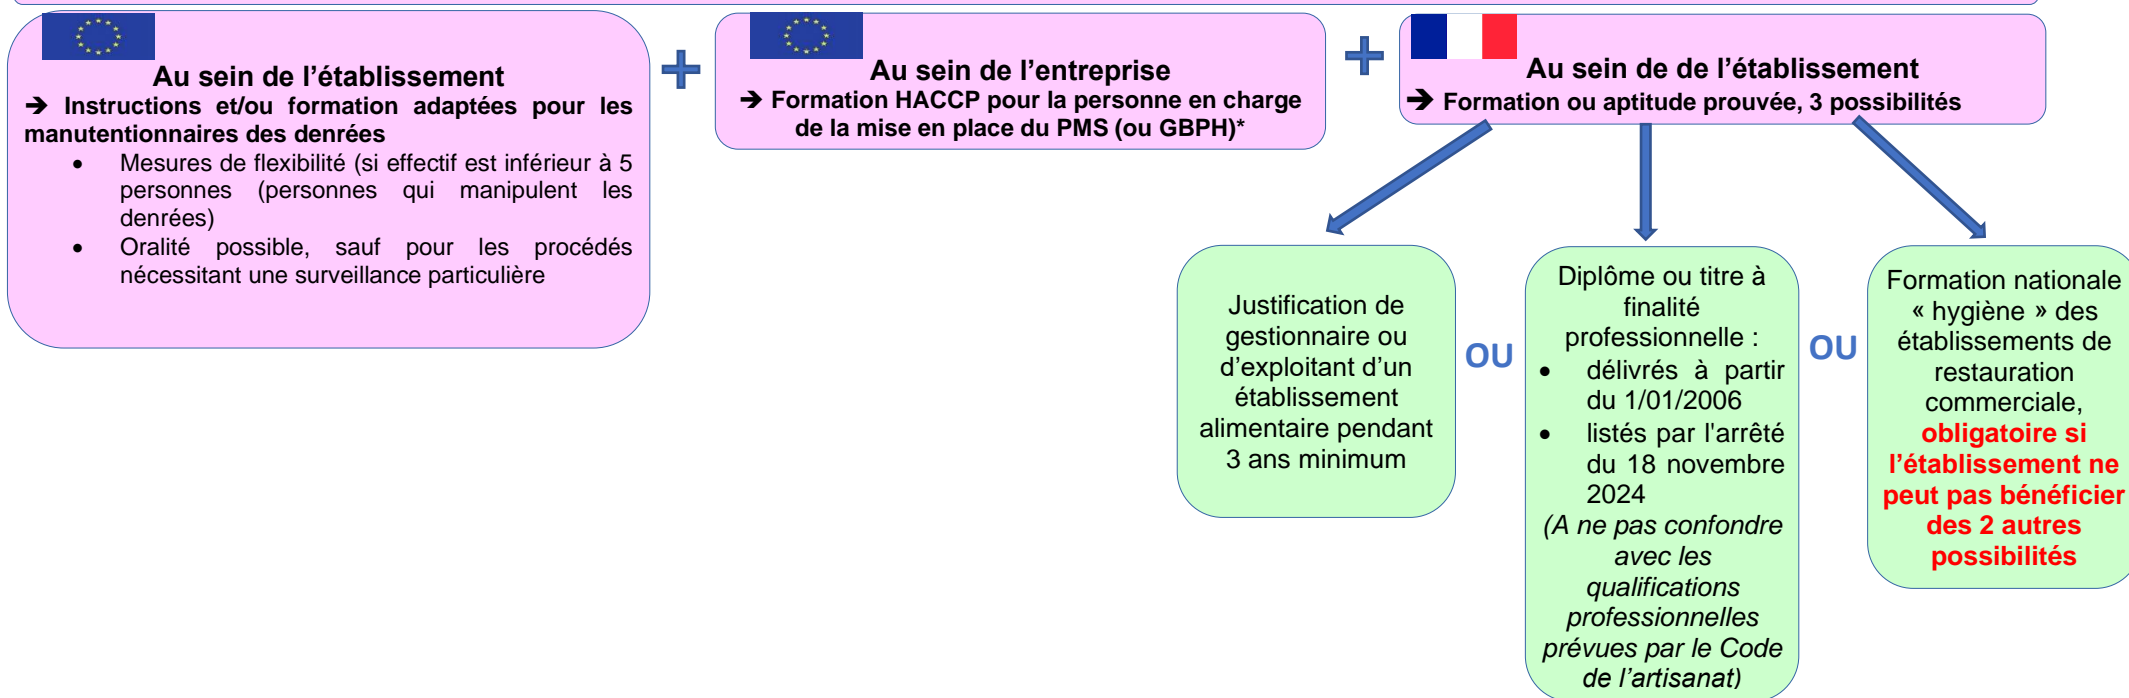 Au sein de l’établissement
➔ Instructions et/ou formation adaptées pour les
manutentionnaires des denrées
• Mesures de flexibilité (si effectif est inférieur à 5
personnes (personnes qui manipulent les
denrées)
• Oralité possible, sauf pour les procédés
nécessitant une surveillance particulière
+
Au sein de l’entreprise
➔ Formation HACCP pour la personne en charge
de la mise en place du PMS (ou GBPH)*
+
Au sein de de l’établissement
➔ Formation ou aptitude prouvée, 3 possibilités
Justification de
gestionnaire ou
d’exploitant d’un
établissement
alimentaire pendant
3 ans minimum
OU
Diplôme ou titre à
finalité
professionnelle :
• délivrés à partir
du 1/01/2006
• listés par l'arrêté
du 18 novembre
2024
(A ne pas confondre
avec les
qualifications
professionnelles
prévues par le Code
de l’artisanat)
OU
Formation nationale
« hygiène » des
établissements de
restauration
commerciale,
obligatoire si
l’établissement ne
peut pas bénéficier
des 2 autres
possibilités